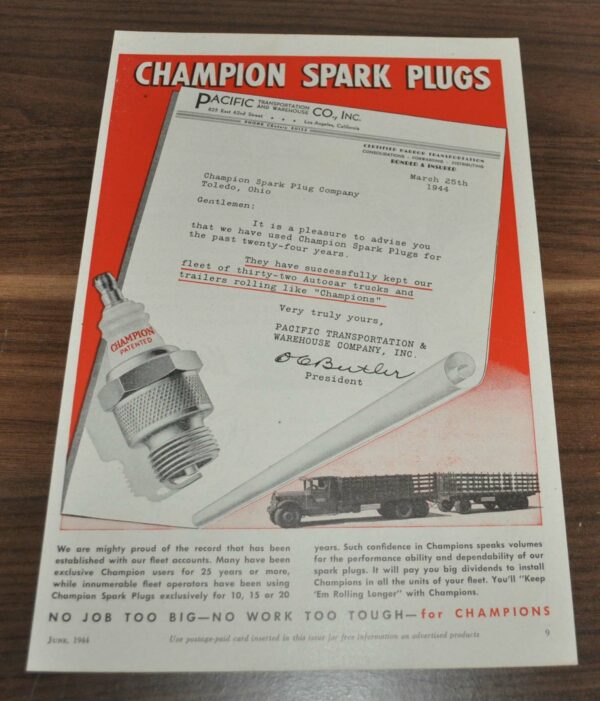 CHAMPION SPARK PLUGS
PACIFIC TRANSPORTATION AND WAREHOUSE CO., INC.
625 East 62nd Street • • • Los Angeles, California
CERTIFIED HARBOR TRANSPORTATION
CONSOLIDATIONS - FORWARDING - DISTRIBUTING
BONDED & INSURED
March 25th
1944
Champion Spark Plug Company
Toledo, Ohio
Gentlemen:
It is a pleasure to advise you
that we have used Champion Spark Plugs for
the past twenty-four years.
They have successfully kept our
fleet of thirty-two Autocar trucks and
trailers rolling like "Champions"
Very truly yours,
PACIFIC TRANSPORTATION &
WAREHOUSE COMPANY, INC.
O C Butler
President
CHAMPION
PATENTED
We are mighty proud of the record that has been
established with our fleet accounts. Many have been
exclusive Champion users for 25 years or more,
while innumerable fleet operators have been using
Champion Spark Plugs exclusively for 10, 15 or 20
years. Such confidence in Champions speaks volumes
for the performance ability and dependability of our
spark plugs. It will pay you big dividends to install
Champions in all the units of your fleet. You'll "Keep
'Em Rolling Longer" with Champions.
NO JOB TOO BIG—NO WORK TOO TOUGH—for CHAMPIONS
JUNE, 1944
Use postage-paid card inserted in this issue for free information on advertised products
9